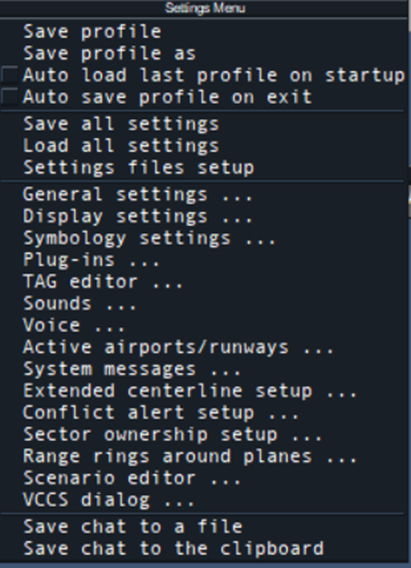 Settings Menu
Save profile
Save profile as
Auto load last profile on startup
Auto save profile on exit
Save all settings
Load all settings
Settings files setup
General settings ...
Display settings ...
Symbology settings ...
Plug-ins ...
TAG editor ...
Sounds ...
Voice ...
Active airports/runways ...
System messages ...
Extended centerline setup ...
Conflict alert setup ...
Sector ownership setup ...
Range rings around planes ...
Scenario editor ...
VCCS dialog ...
Save chat to a file
Save chat to the clipboard